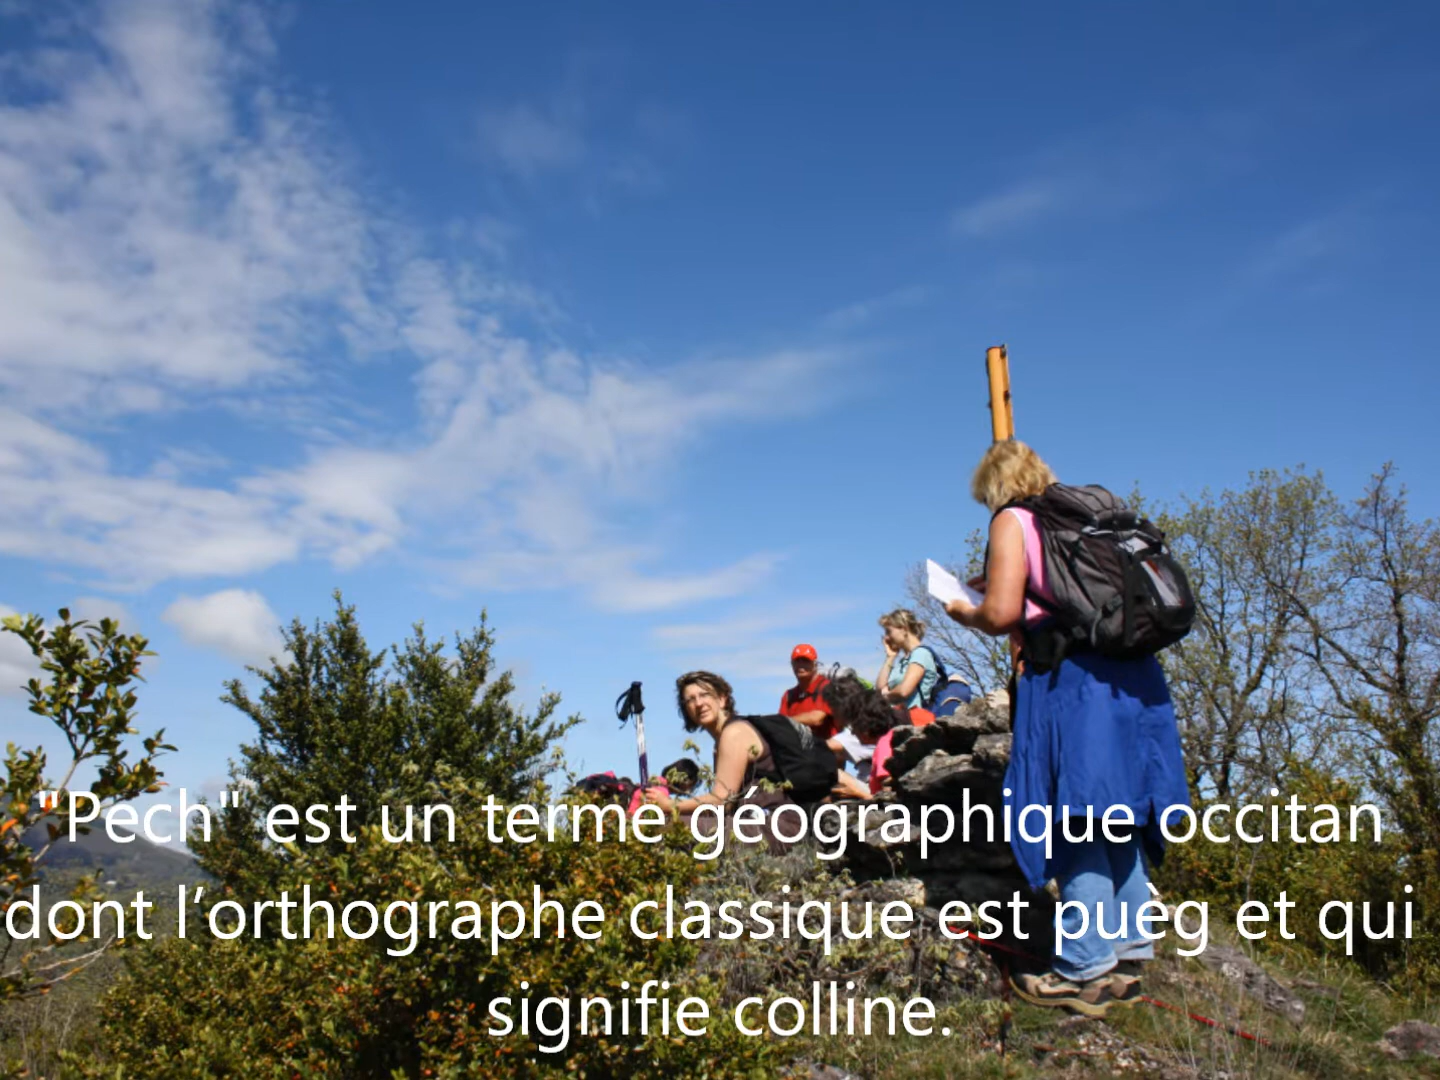 "Pech" est un terme géographique occitan
dont l’orthographe classique est puèg et qui
signifie colline.